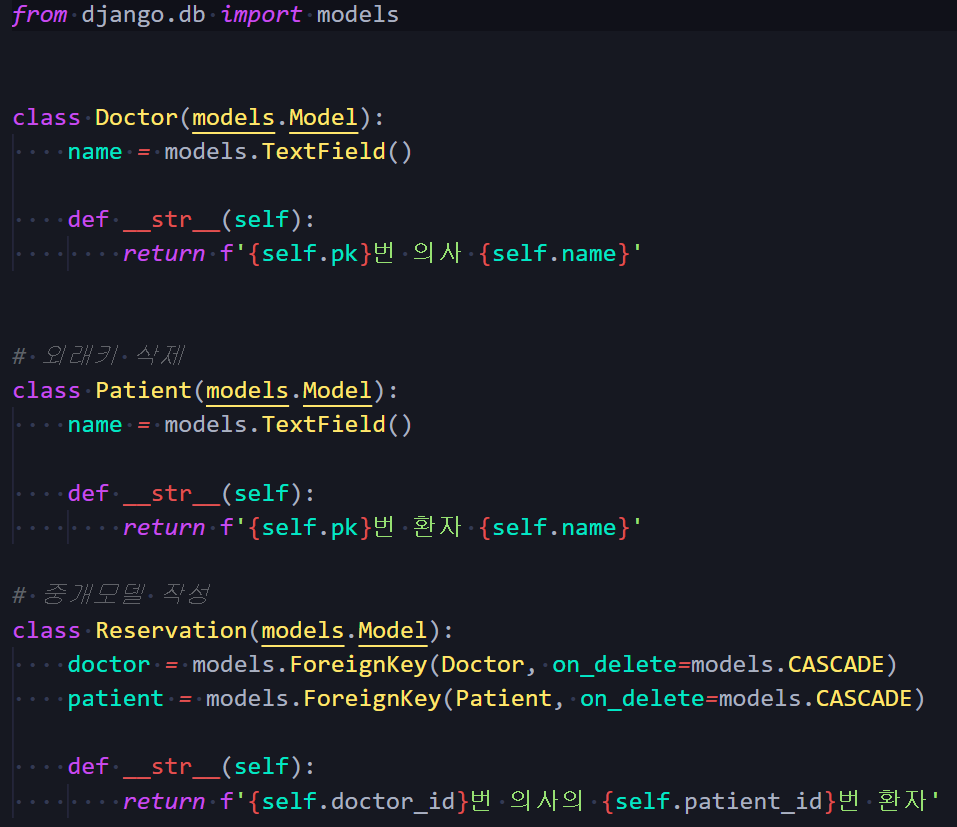 from django.db import models
class Doctor(models.Model):
    name = models.TextField()
    def __str__(self):
        return f'{self.pk}번 의사 {self.name}'
# 외래키 삭제
class Patient(models.Model):
    name = models.TextField()
    def __str__(self):
        return f'{self.pk}번 환자 {self.name}'
# 중개모델 작성
class Reservation(models.Model):
    doctor = models.ForeignKey(Doctor, on_delete=models.CASCADE)
    patient = models.ForeignKey(Patient, on_delete=models.CASCADE)
    def __str__(self):
        return f'{self.doctor_id}번 의사의 {self.patient_id}번 환자'